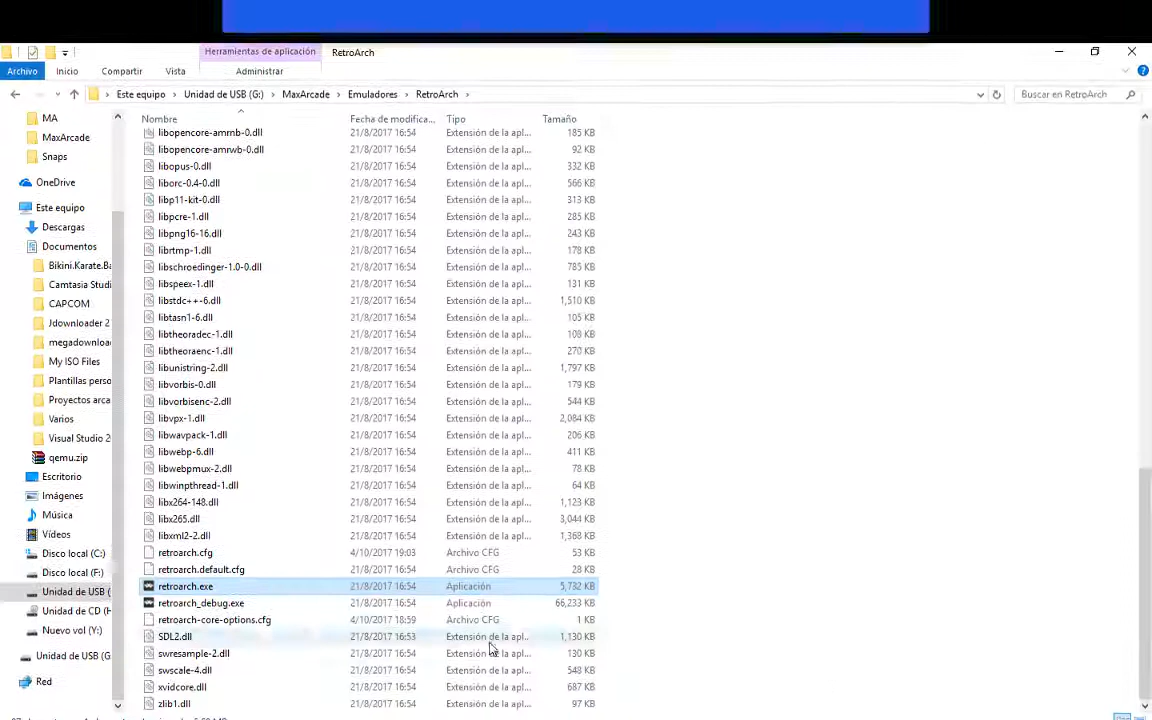 Herramientas de aplicación RetroArch
Archivo Inicio Compartir Vista Administrar
Este equipo Unidad de USB (G:) MaxArcade Emuladores RetroArch Buscar en RetroArch
Nombre Fecha de modifica... Tipo Tamaño
MA
MaxArcade
Snaps
OneDrive
Este equipo
Descargas
Documentos
Bikini.Karate.Ba
Camtasia Studi
CAPCOM
Jdownloader 2
megadownloa
My ISO Files
Plantillas perso
Proyectos arca
Varios
Visual Studio 2
qemu.zip
Escritorio
Imágenes
Música
Vídeos
Disco local (C:)
Disco local (F:)
Unidad de USB (
Unidad de CD (H
Nuevo vol (Y:)
Unidad de USB (G
Red
libopencore-amrnb-0.dll 21/8/2017 16:54 Extensión de la apl... 185 KB
libopencore-amrwb-0.dll 21/8/2017 16:54 Extensión de la apl... 92 KB
libopus-0.dll 21/8/2017 16:54 Extensión de la apl... 332 KB
liborc-0.4-0.dll 21/8/2017 16:54 Extensión de la apl... 566 KB
libp11-kit-0.dll 21/8/2017 16:54 Extensión de la apl... 313 KB
libpcre-1.dll 21/8/2017 16:54 Extensión de la apl... 285 KB
libpng16-16.dll 21/8/2017 16:54 Extensión de la apl... 243 KB
librtmp-1.dll 21/8/2017 16:54 Extensión de la apl... 178 KB
libschroedinger-1.0-0.dll 21/8/2017 16:54 Extensión de la apl... 785 KB
libspeex-1.dll 21/8/2017 16:54 Extensión de la apl... 131 KB
libstdc++-6.dll 21/8/2017 16:54 Extensión de la apl... 1,510 KB
libtasn1-6.dll 21/8/2017 16:54 Extensión de la apl... 105 KB
libtheoradec-1.dll 21/8/2017 16:54 Extensión de la apl... 108 KB
libtheoraenc-1.dll 21/8/2017 16:54 Extensión de la apl... 270 KB
libunistring-2.dll 21/8/2017 16:54 Extensión de la apl... 1,797 KB
libvorbis-0.dll 21/8/2017 16:54 Extensión de la apl... 179 KB
libvorbisenc-2.dll 21/8/2017 16:54 Extensión de la apl... 544 KB
libvpx-1.dll 21/8/2017 16:54 Extensión de la apl... 2,084 KB
libwavpack-1.dll 21/8/2017 16:54 Extensión de la apl... 206 KB
libwebp-6.dll 21/8/2017 16:54 Extensión de la apl... 411 KB
libwebpmux-2.dll 21/8/2017 16:54 Extensión de la apl... 78 KB
libwinpthread-1.dll 21/8/2017 16:54 Extensión de la apl... 64 KB
libx264-148.dll 21/8/2017 16:54 Extensión de la apl... 1,123 KB
libx265.dll 21/8/2017 16:54 Extensión de la apl... 3,044 KB
libxml2-2.dll 21/8/2017 16:54 Extensión de la apl... 1,368 KB
retroarch.cfg 4/10/2017 19:03 Archivo CFG 53 KB
retroarch.default.cfg 21/8/2017 16:54 Archivo CFG 28 KB
retroarch.exe 21/8/2017 16:54 Aplicación 5,732 KB
retroarch_debug.exe 21/8/2017 16:54 Aplicación 66,233 KB
retroarch-core-options.cfg 4/10/2017 18:59 Archivo CFG 1 KB
SDL2.dll 21/8/2017 16:53 Extensión de la apl... 1,130 KB
swresample-2.dll 21/8/2017 16:54 Extensión de la apl... 130 KB
swscale-4.dll 21/8/2017 16:54 Extensión de la apl... 548 KB
xvidcore.dll 21/8/2017 16:54 Extensión de la apl... 687 KB
zlib1.dll 21/8/2017 16:54 Extensión de la apl... 97 KB